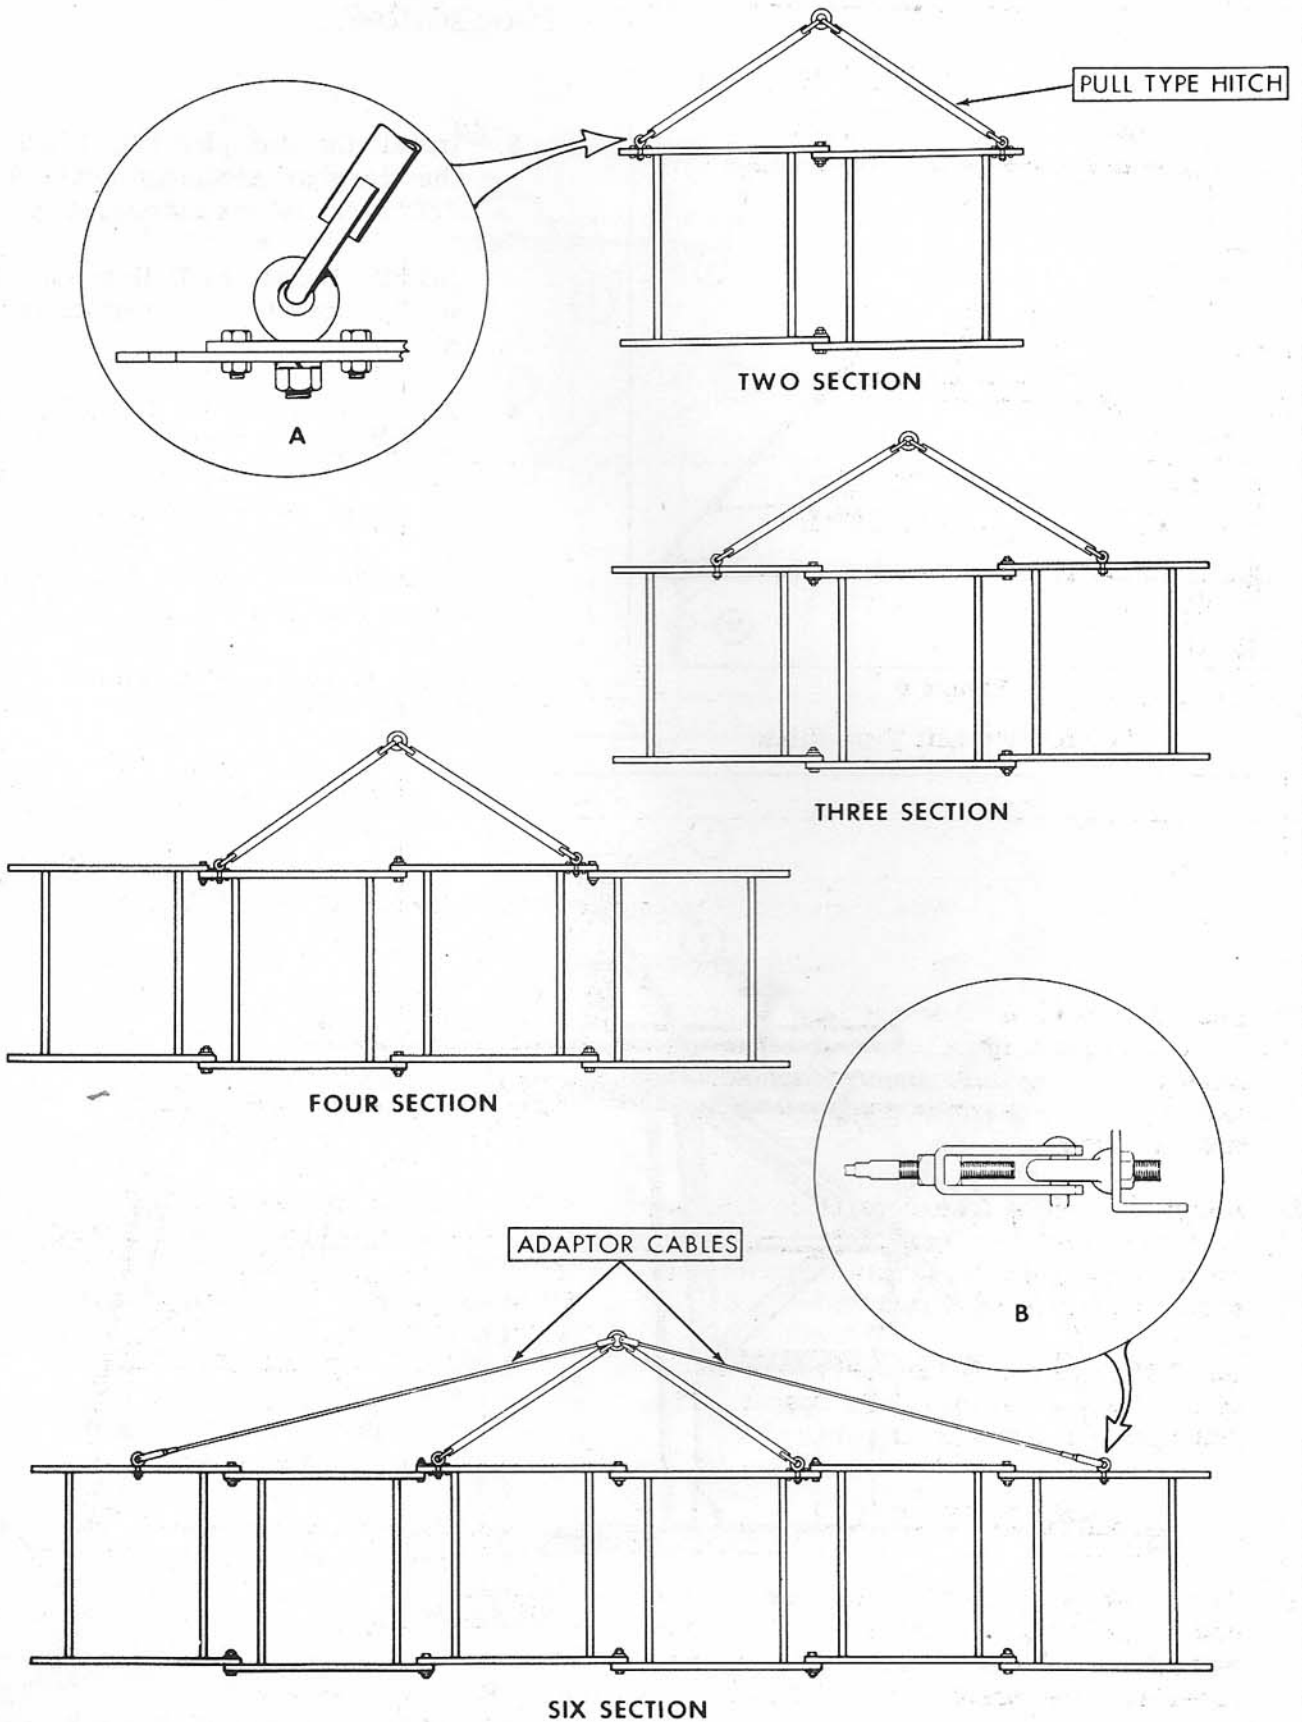 PULL TYPE HITCH
A
TWO SECTION
THREE SECTION
FOUR SECTION
ADAPTOR CABLES
B
SIX SECTION